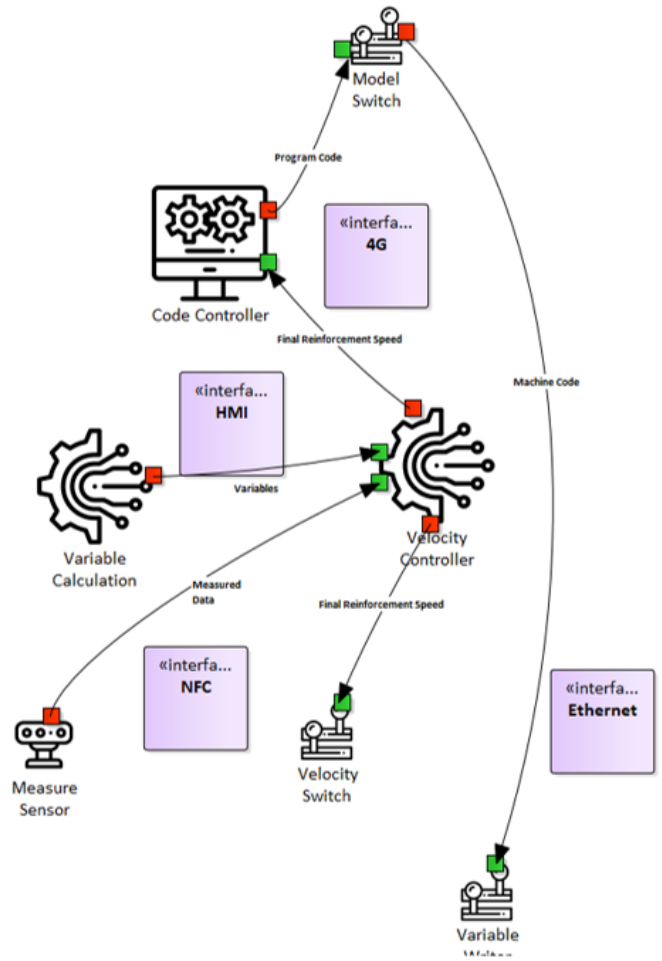 Model
Switch
Program Code
«interfa...
4G
Code Controller
Final Reinforcement Speed
Machine Code
«interfa...
HMI
Variables
Velocity
Controller
Variable
Calculation
Measured
Data
Final Reinforcement Speed
«interfa...
NFC
«interfa...
Ethernet
Measure
Sensor
Velocity
Switch
Variable